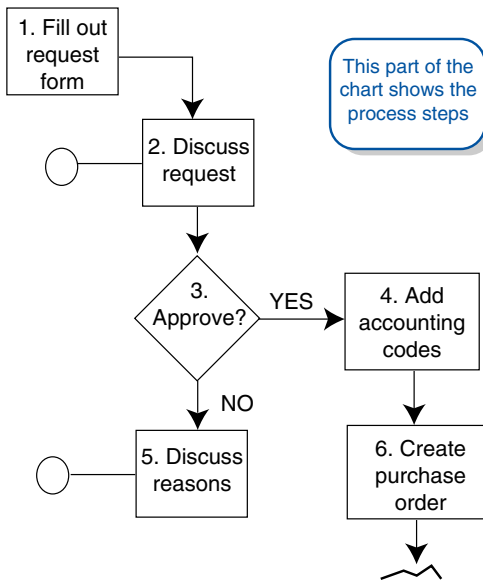 1. Fill out
request
form
This part of the
chart shows the
process steps
2. Discuss
request
3.
Approve?
YES
4. Add
accounting
codes
NO
5. Discuss
reasons
6. Create
purchase
order